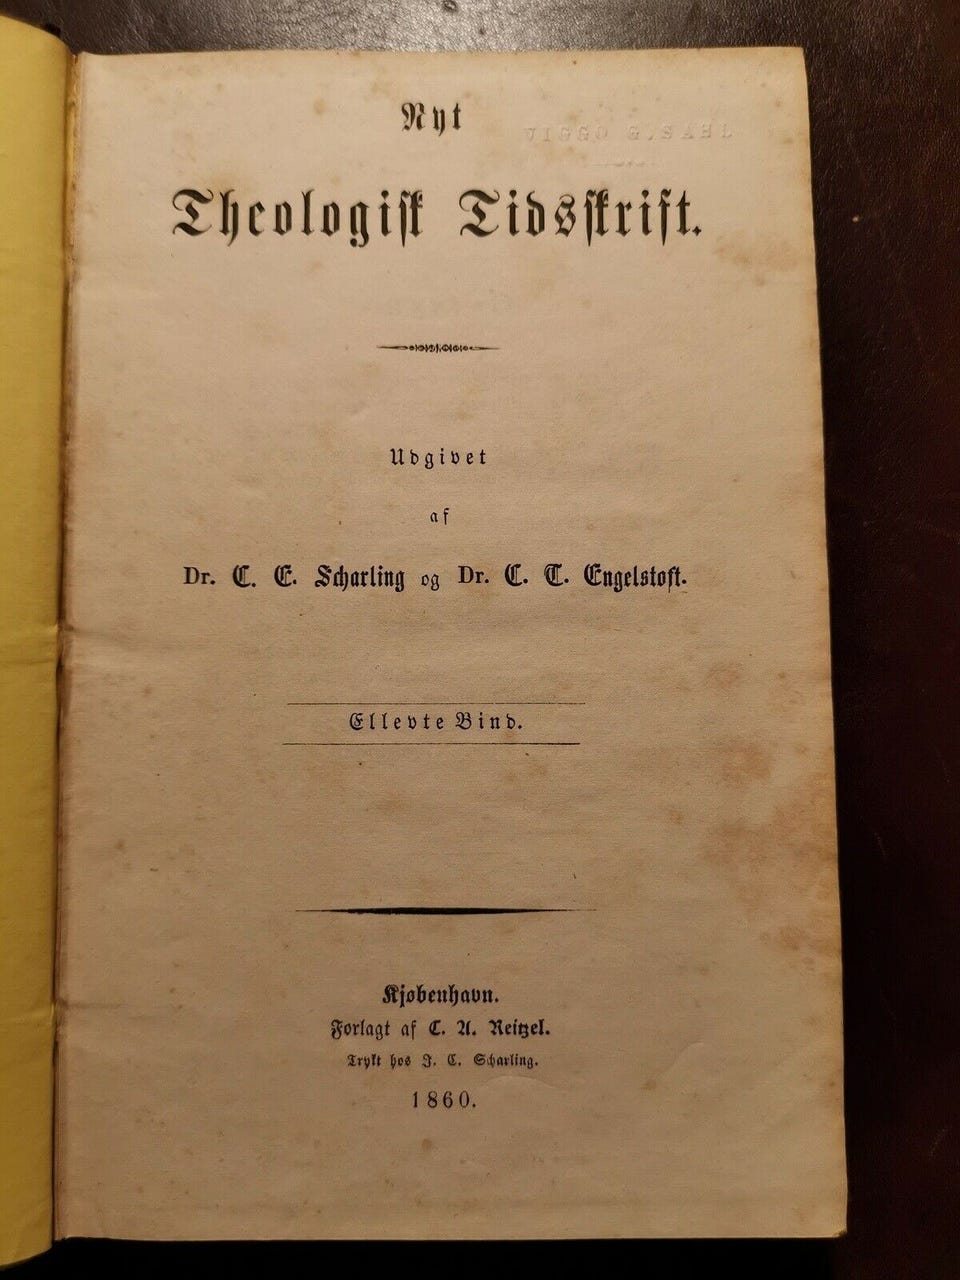 Nyt
VIGGO G. SAHL
Theologisk Tidsskrift.
Udgivet
af
Dr. C. E. Scharling og Dr. C. T. Engelstoft.
Ellevte Bind.
Kjøbenhavn.
Forlagt af C. A. Reitzel.
Trykt hos J. C. Scharling.
1860.